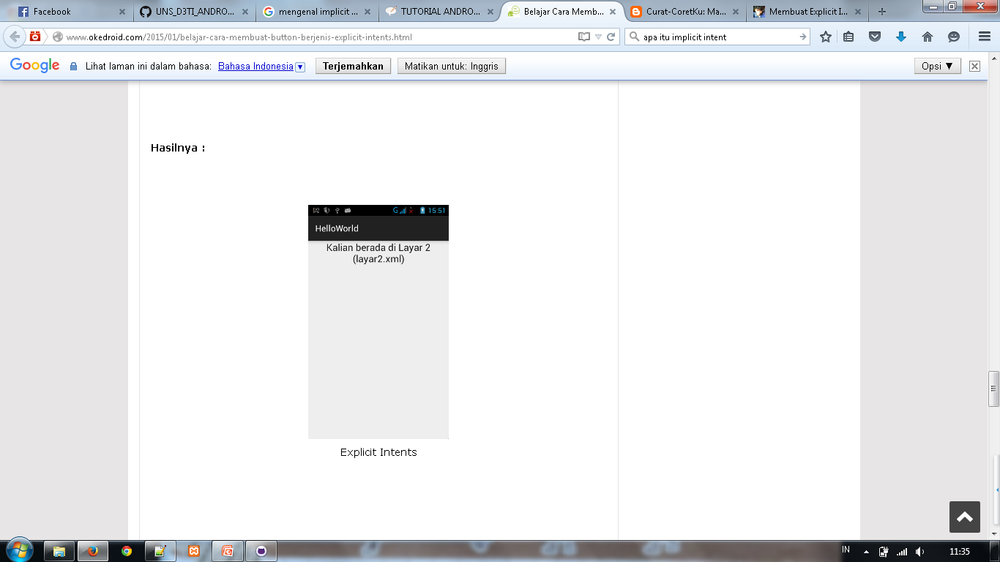 Facebook
UNS_D3TI_ANDRO...
mengenal implicit ...
TUTORIAL ANDRO...
Belajar Cara Memb...
Curat-CoretKu: Ma...
Membuat Explicit I...
www.okedroid.com/2015/01/belajar-cara-membuat-button-berjenis-explicit-intents.html
apa itu implicit intent
Google
Lihat laman ini dalam bahasa: Bahasa Indonesia
Terjemahkan
Matikan untuk: Inggris
Opsi ▼
Hasilnya :
G 15:51
HelloWorld
Kalian berada di Layar 2
(layar2.xml)
Explicit Intents
IN
11:35